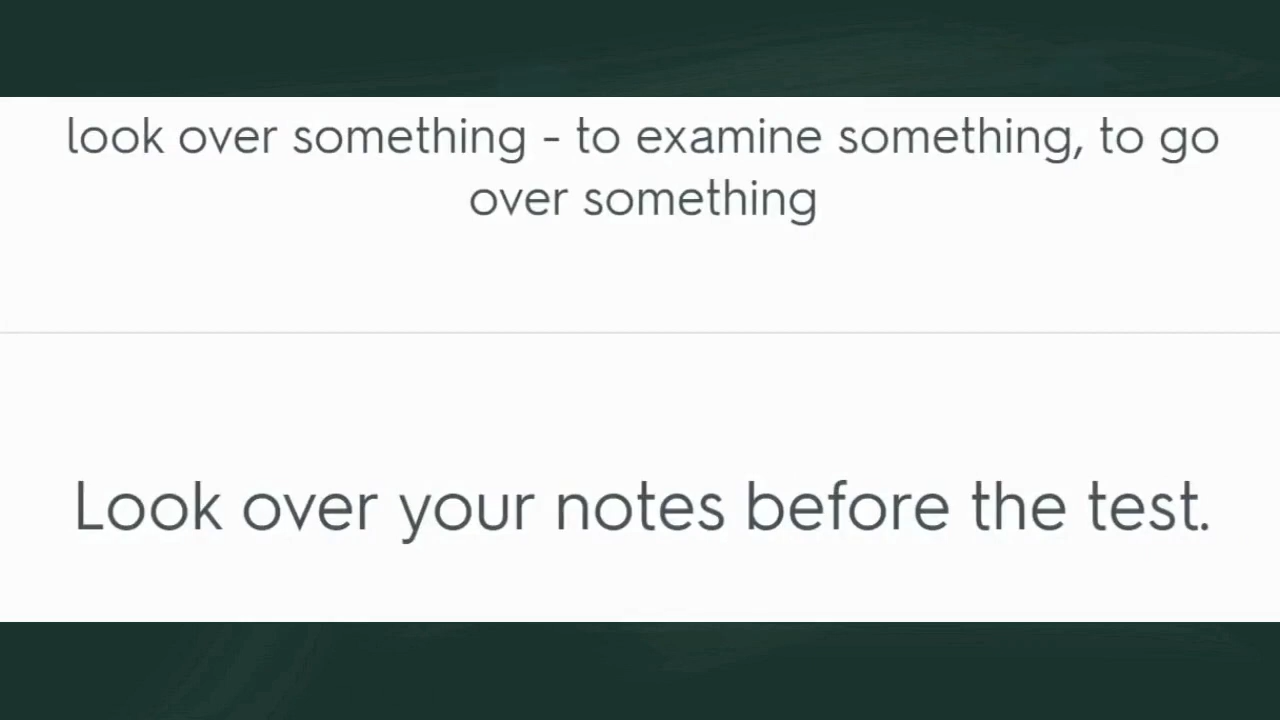 look over something - to examine something, to go
over something
Look over your notes before the test.